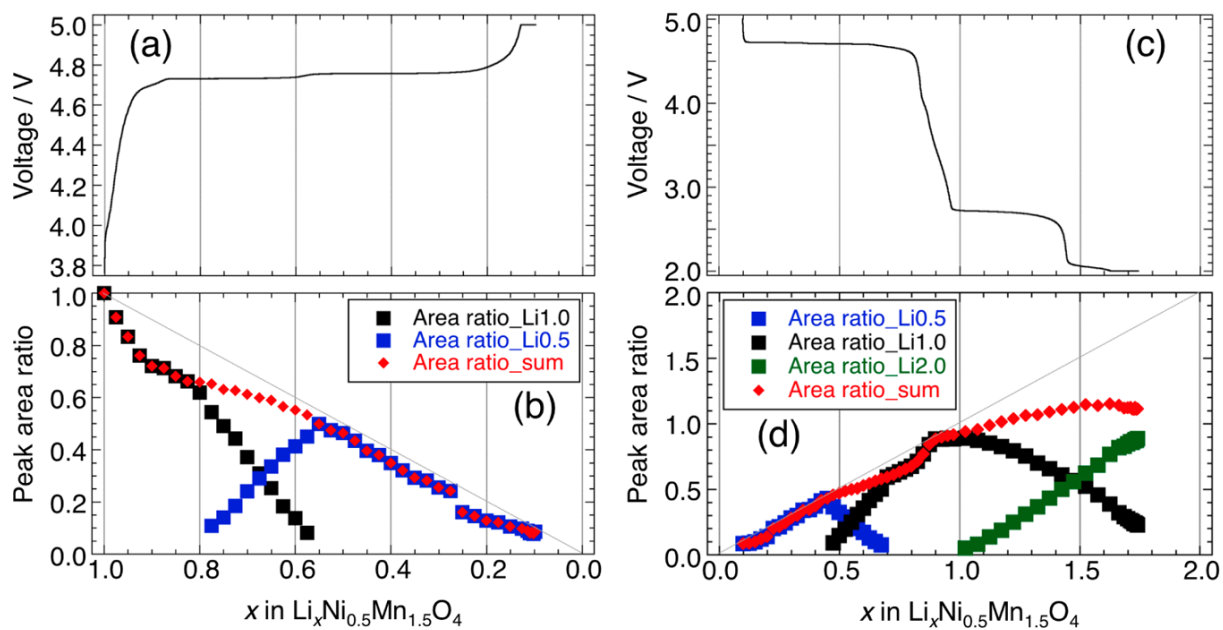 (a)
Voltage / V
5.0
4.8
4.6
4.4
4.2
4.0
3.8
(b)
Peak area ratio
1.0
0.8
0.6
0.4
0.2
0.0
Area ratio_Li1.0
Area ratio_Li0.5
Area ratio_sum
1.0 0.8 0.6 0.4 0.2 0.0
x in LiₓNi₀.₅Mn₁.₅O₄
(c)
Voltage / V
5.0
4.0
3.0
2.0
(d)
Peak area ratio
2.0
1.5
1.0
0.5
0.0
Area ratio_Li0.5
Area ratio_Li1.0
Area ratio_Li2.0
Area ratio_sum
0.0 0.5 1.0 1.5 2.0
x in LiₓNi₀.₅Mn₁.₅O₄